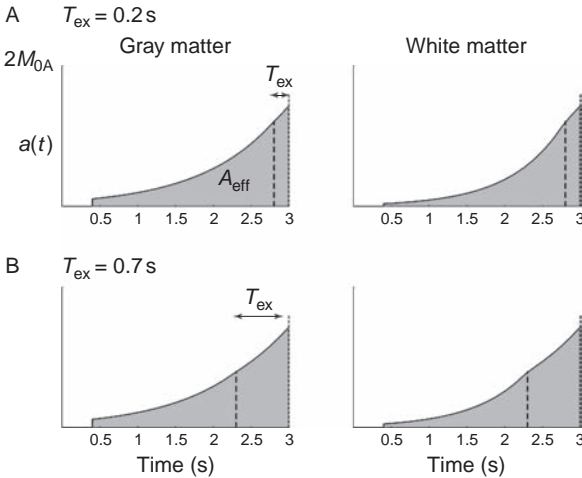 A T_ex = 0.2 s
Gray matter White matter
2M_0A
T_ex
a(t)
A_eff
0.5 1 1.5 2 2.5 3
0.5 1 1.5 2 2.5 3
B T_ex = 0.7 s
T_ex
0.5 1 1.5 2 2.5 3
0.5 1 1.5 2 2.5 3
Time (s) Time (s)